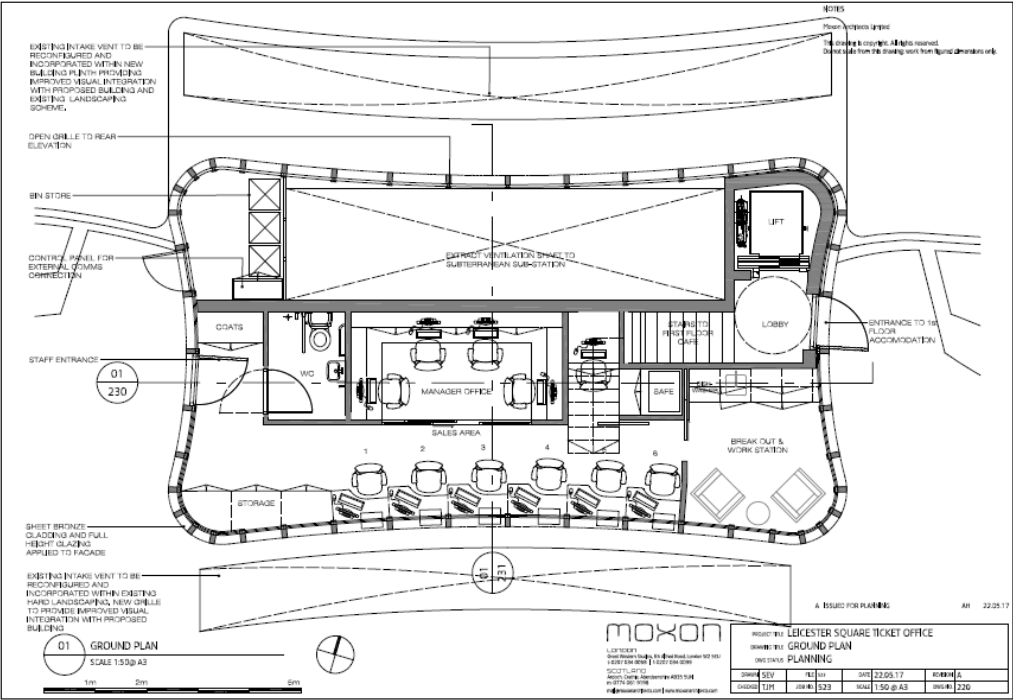 NOTES
Moxon Architects Limited
This drawing is copyright. All rights reserved.
Do not scale from this drawing; work from figured dimensions only.
EXISTING INTAKE VENT TO BE
RECONFIGURED AND
INCORPORATED WITHIN NEW
BUILDING PLINTH PROVIDING
IMPROVED VISUAL INTEGRATION
WITH PROPOSED BUILDING AND
EXISTING LANDSCAPING
SCHEME.
OPEN GRILLE TO REAR
ELEVATION
BIN STORE
LIFT
CONTROL PANEL FOR
EXTERNAL COMMS
CONNECTION
EXTRACT VENTILATION SHAFT TO
SUBTERRANEAN SUB-STATION
COATS
STAIRS TO
FIRST FLOOR
CAFE
LOBBY
ENTRANCE TO 1st
FLOOR
ACCOMODATION
STAFF ENTRANCE
01
230
WC
MANAGER OFFICE
SAFE
SALES AREA
BREAK OUT &
WORK STATION
1
2
3
4
6
STORAGE
SHEET BRONZE
CLADDING AND FULL
HEIGHT GLAZING
APPLIED TO FACADE
EXISTING INTAKE VENT TO BE
RECONFIGURED AND
INCORPORATED WITHIN EXISTING
HARD LANDSCAPING, NEW GRILLE
TO PROVIDE IMPROVED VISUAL
INTEGRATION WITH PROPOSED
BUILDING
01
231
01
GROUND PLAN
SCALE 1:50@ A3
1m
2m
5m
A ISSUED FOR PLANNING AH 22.05.17
MOXON
LONDON
SCOTLAND
PROJECT TITLE LEICESTER SQUARE TICKET OFFICE
DRAWING TITLE GROUND PLAN
DWG STATUS PLANNING
DRAWN SEV FILE 523 DATE 22.05.17 REVISION A
CHECKED TJM JOB NO. 523 SCALE 1:50 @ A3 DWG NO. 220